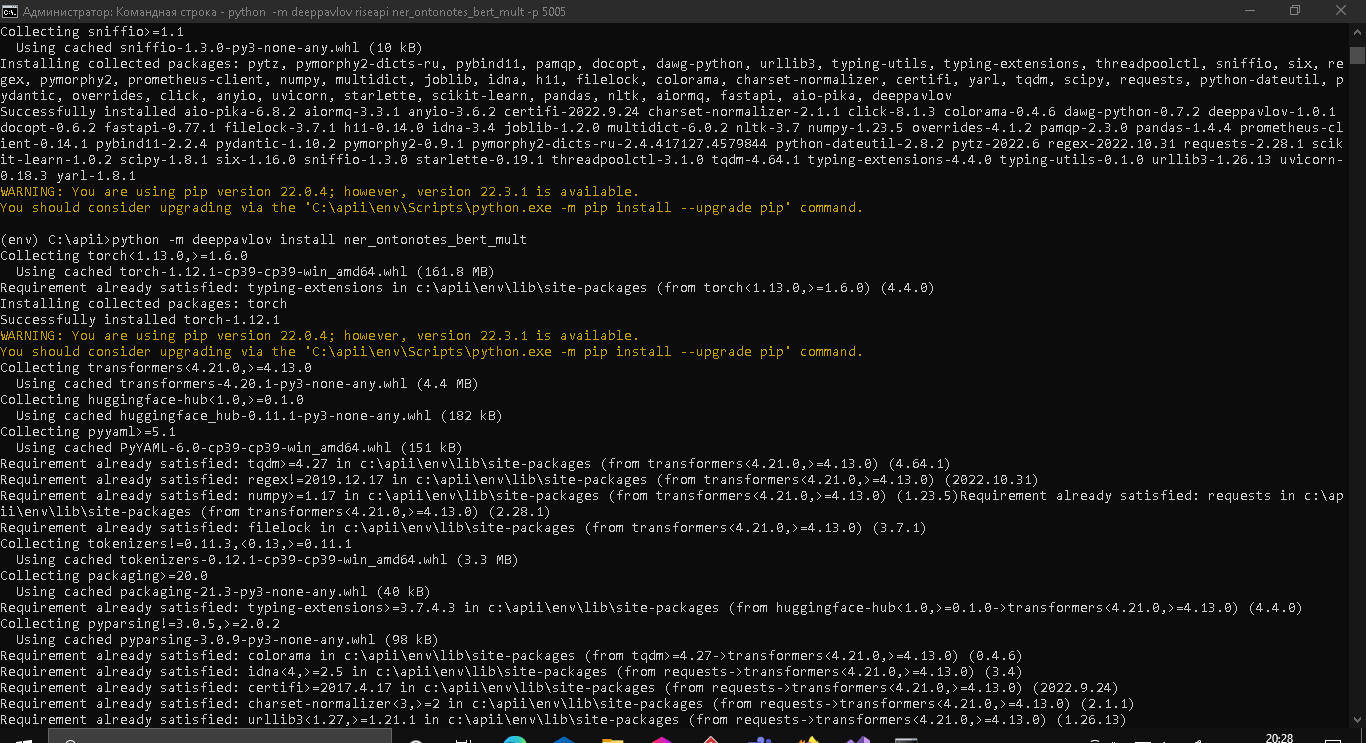 Администратор: Командная строка - python -m deeppavlov riseapi ner_ontonotes_bert_mult -p 5005
Collecting sniffio>=1.1
  Using cached sniffio-1.3.0-py3-none-any.whl (10 kB)
Installing collected packages: pytz, pymorphy2-dicts-ru, pybind11, pamqp, docopt, dawg-python, urllib3, typing-utils, typing-extensions, threadpoolctl, sniffio, six, re
gex, pymorphy2, prometheus-client, numpy, multidict, joblib, idna, h11, filelock, colorama, charset-normalizer, certifi, yarl, tqdm, scipy, requests, python-dateutil, p
ydantic, overrides, click, anyio, uvicorn, starlette, scikit-learn, pandas, nltk, aiormq, fastapi, aio-pika, deeppavlov
Successfully installed aio-pika-6.8.2 aiormq-3.3.1 anyio-3.6.2 certifi-2022.9.24 charset-normalizer-2.1.1 click-8.1.3 colorama-0.4.6 dawg-python-0.7.2 deeppavlov-1.0.1
docopt-0.6.2 fastapi-0.77.1 filelock-3.7.1 h11-0.14.0 idna-3.4 joblib-1.2.0 multidict-6.0.2 nltk-3.7 numpy-1.23.5 overrides-4.1.2 pamqp-2.3.0 pandas-1.4.4 prometheus-cl
ient-0.14.1 pybind11-2.2.4 pydantic-1.10.2 pymorphy2-0.9.1 pymorphy2-dicts-ru-2.4.417127.4579844 python-dateutil-2.8.2 pytz-2022.6 regex-2022.10.31 requests-2.28.1 scik
it-learn-1.0.2 scipy-1.8.1 six-1.16.0 sniffio-1.3.0 starlette-0.19.1 threadpoolctl-3.1.0 tqdm-4.64.1 typing-extensions-4.4.0 typing-utils-0.1.0 urllib3-1.26.13 uvicorn-
0.18.3 yarl-1.8.1
WARNING: You are using pip version 22.0.4; however, version 22.3.1 is available.
You should consider upgrading via the 'C:\apii\env\Scripts\python.exe -m pip install --upgrade pip' command.
(env) C:\apii>python -m deeppavlov install ner_ontonotes_bert_mult
Collecting torch<1.13.0,>=1.6.0
  Using cached torch-1.12.1-cp39-cp39-win_amd64.whl (161.8 MB)
Requirement already satisfied: typing-extensions in c:\apii\env\lib\site-packages (from torch<1.13.0,>=1.6.0) (4.4.0)
Installing collected packages: torch
Successfully installed torch-1.12.1
WARNING: You are using pip version 22.0.4; however, version 22.3.1 is available.
You should consider upgrading via the 'C:\apii\env\Scripts\python.exe -m pip install --upgrade pip' command.
Collecting transformers<4.21.0,>=4.13.0
  Using cached transformers-4.20.1-py3-none-any.whl (4.4 MB)
Collecting huggingface-hub<1.0,>=0.1.0
  Using cached huggingface_hub-0.11.1-py3-none-any.whl (182 kB)
Collecting pyyaml>=5.1
  Using cached PyYAML-6.0-cp39-cp39-win_amd64.whl (151 kB)
Requirement already satisfied: tqdm>=4.27 in c:\apii\env\lib\site-packages (from transformers<4.21.0,>=4.13.0) (4.64.1)
Requirement already satisfied: regex!=2019.12.17 in c:\apii\env\lib\site-packages (from transformers<4.21.0,>=4.13.0) (2022.10.31)
Requirement already satisfied: numpy>=1.17 in c:\apii\env\lib\site-packages (from transformers<4.21.0,>=4.13.0) (1.23.5)Requirement already satisfied: requests in c:\ap
ii\env\lib\site-packages (from transformers<4.21.0,>=4.13.0) (2.28.1)
Requirement already satisfied: filelock in c:\apii\env\lib\site-packages (from transformers<4.21.0,>=4.13.0) (3.7.1)
Collecting tokenizers!=0.11.3,<0.13,>=0.11.1
  Using cached tokenizers-0.12.1-cp39-cp39-win_amd64.whl (3.3 MB)
Collecting packaging>=20.0
  Using cached packaging-21.3-py3-none-any.whl (40 kB)
Requirement already satisfied: typing-extensions>=3.7.4.3 in c:\apii\env\lib\site-packages (from huggingface-hub<1.0,>=0.1.0->transformers<4.21.0,>=4.13.0) (4.4.0)
Collecting pyparsing!=3.0.5,>=2.0.2
  Using cached pyparsing-3.0.9-py3-none-any.whl (98 kB)
Requirement already satisfied: colorama in c:\apii\env\lib\site-packages (from tqdm>=4.27->transformers<4.21.0,>=4.13.0) (0.4.6)
Requirement already satisfied: idna<4,>=2.5 in c:\apii\env\lib\site-packages (from requests->transformers<4.21.0,>=4.13.0) (3.4)
Requirement already satisfied: certifi>=2017.4.17 in c:\apii\env\lib\site-packages (from requests->transformers<4.21.0,>=4.13.0) (2022.9.24)
Requirement already satisfied: charset-normalizer<3,>=2 in c:\apii\env\lib\site-packages (from requests->transformers<4.21.0,>=4.13.0) (2.1.1)
Requirement already satisfied: urllib3<1.27,>=1.21.1 in c:\apii\env\lib\site-packages (from requests->transformers<4.21.0,>=4.13.0) (1.26.13)
20:28